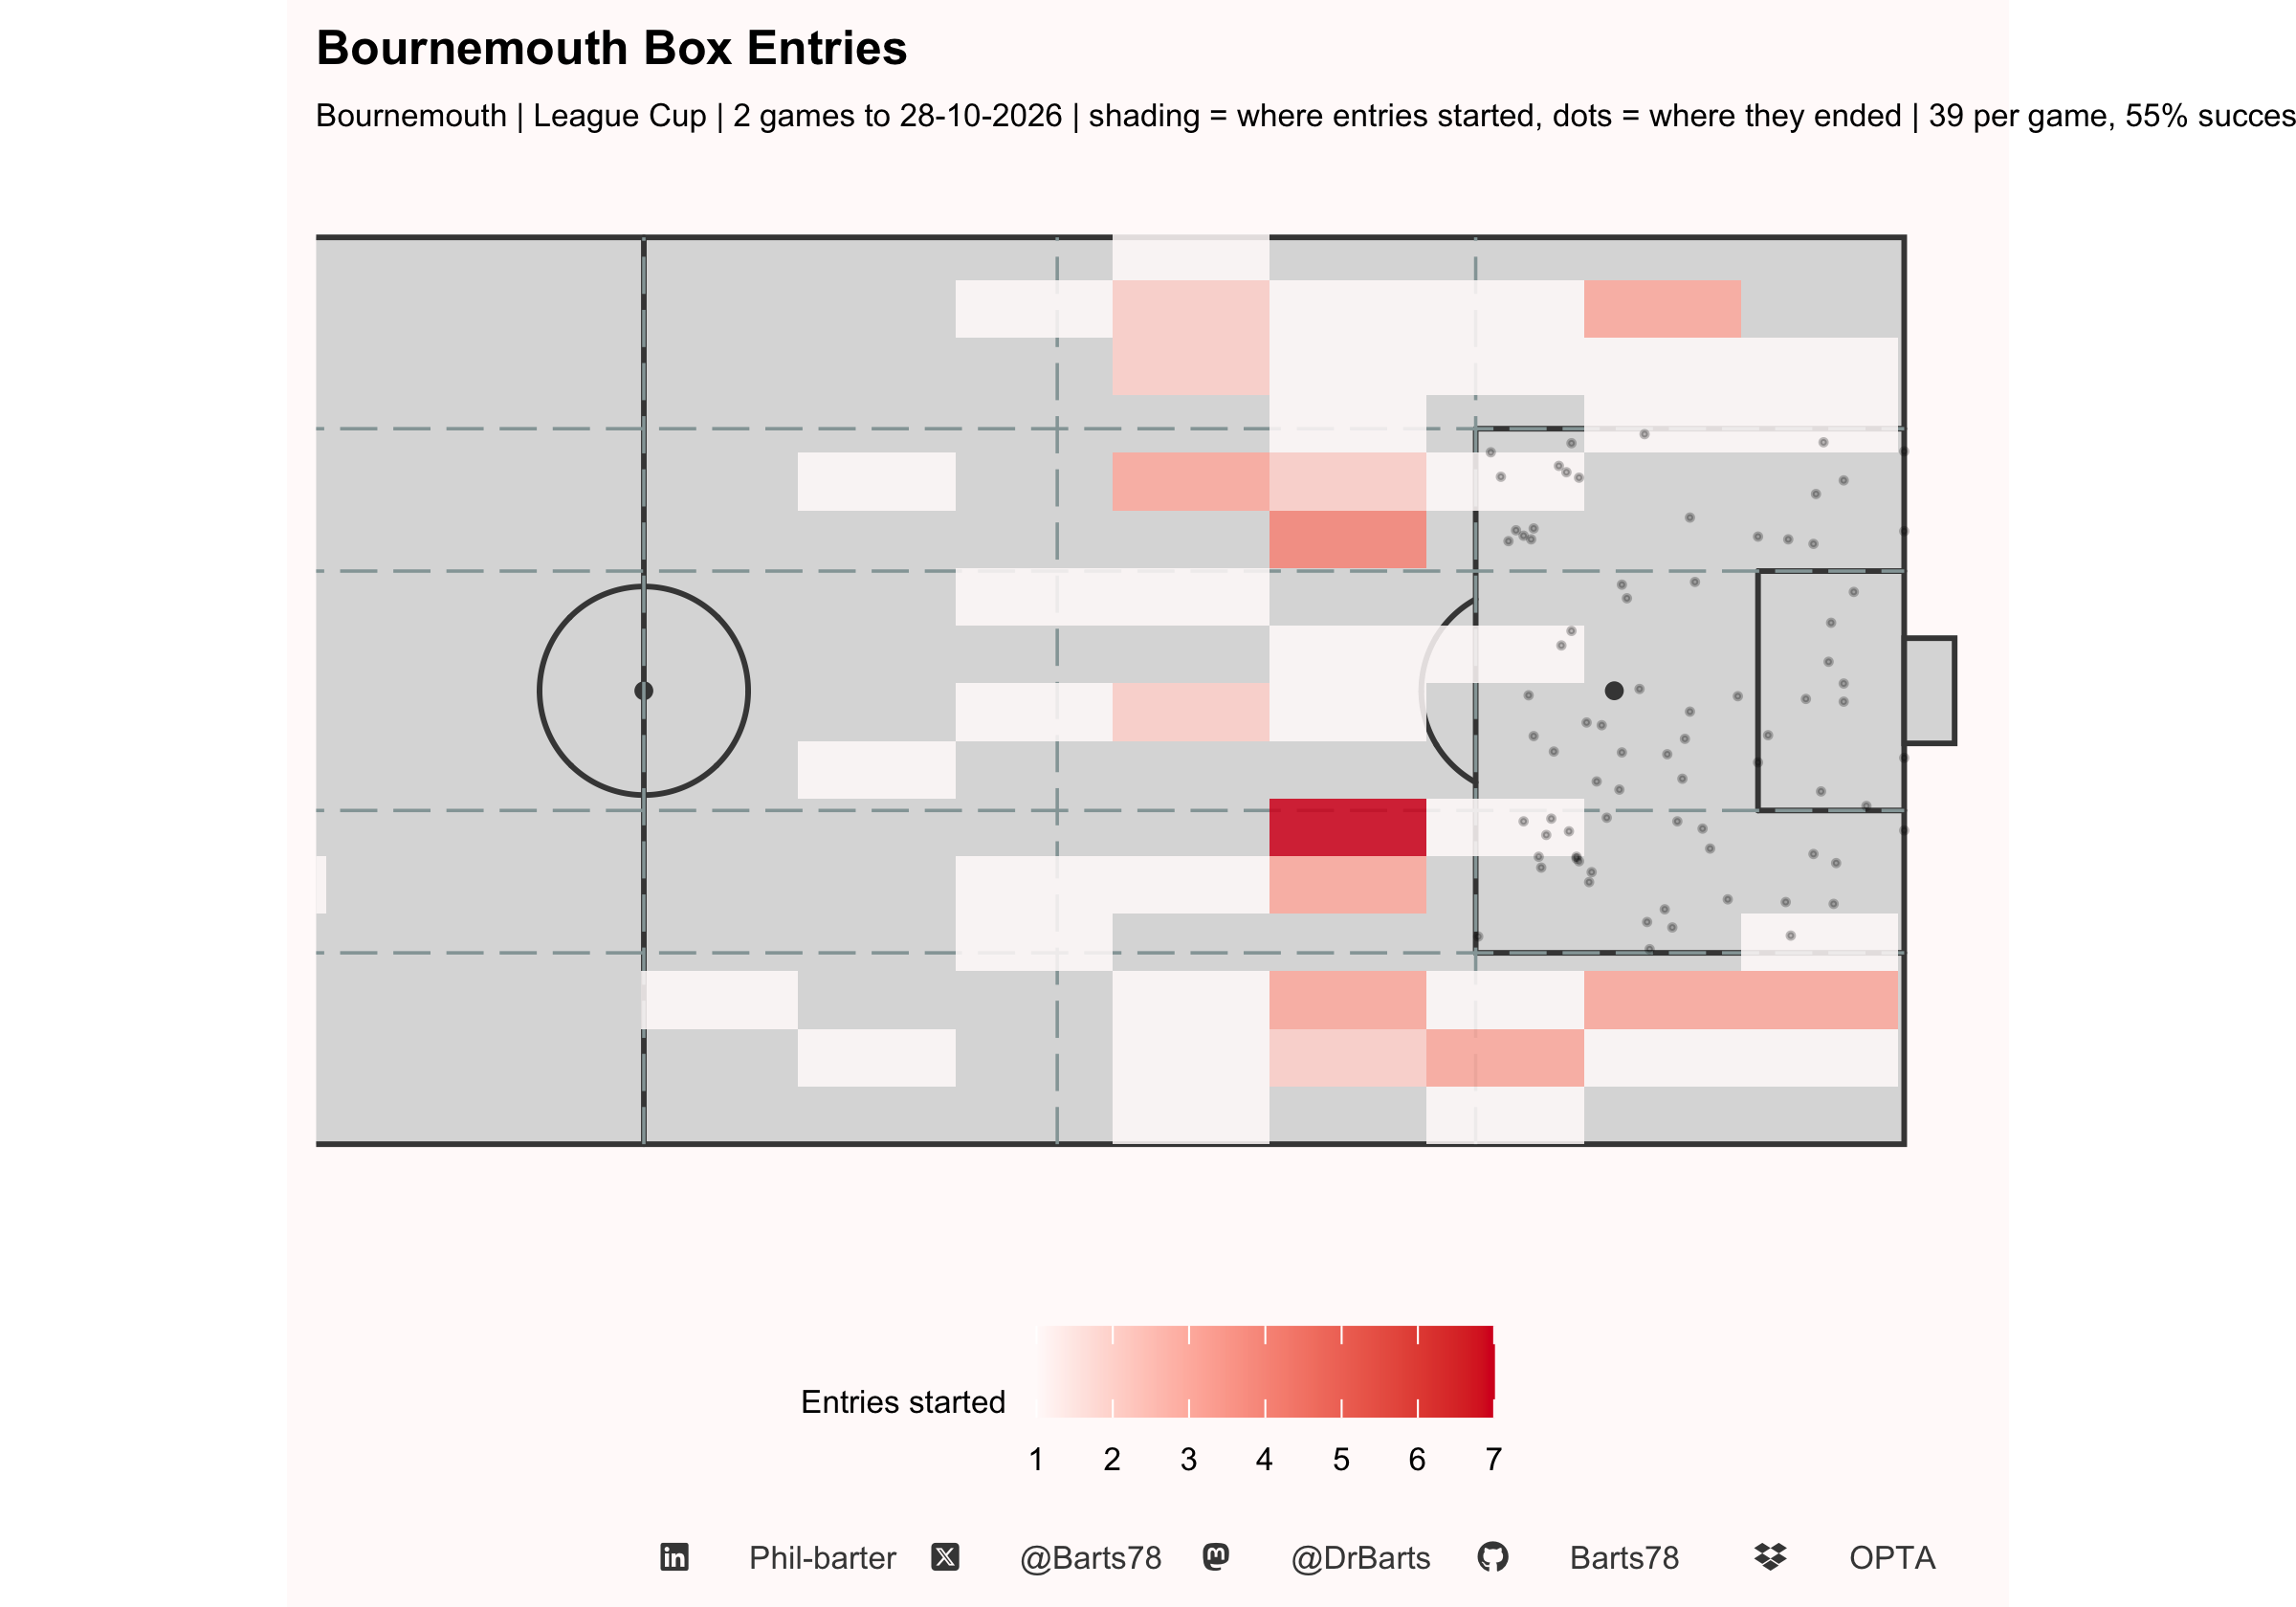 Bournemouth Box Entries
Bournemouth | League Cup | 2 games to 28-10-2026 | shading = where entries started, dots = where they ended | 39 per game, 55% succes
Entries started
1 2 3 4 5 6 7
Phil-barter @Barts78 @DrBarts Barts78 OPTA